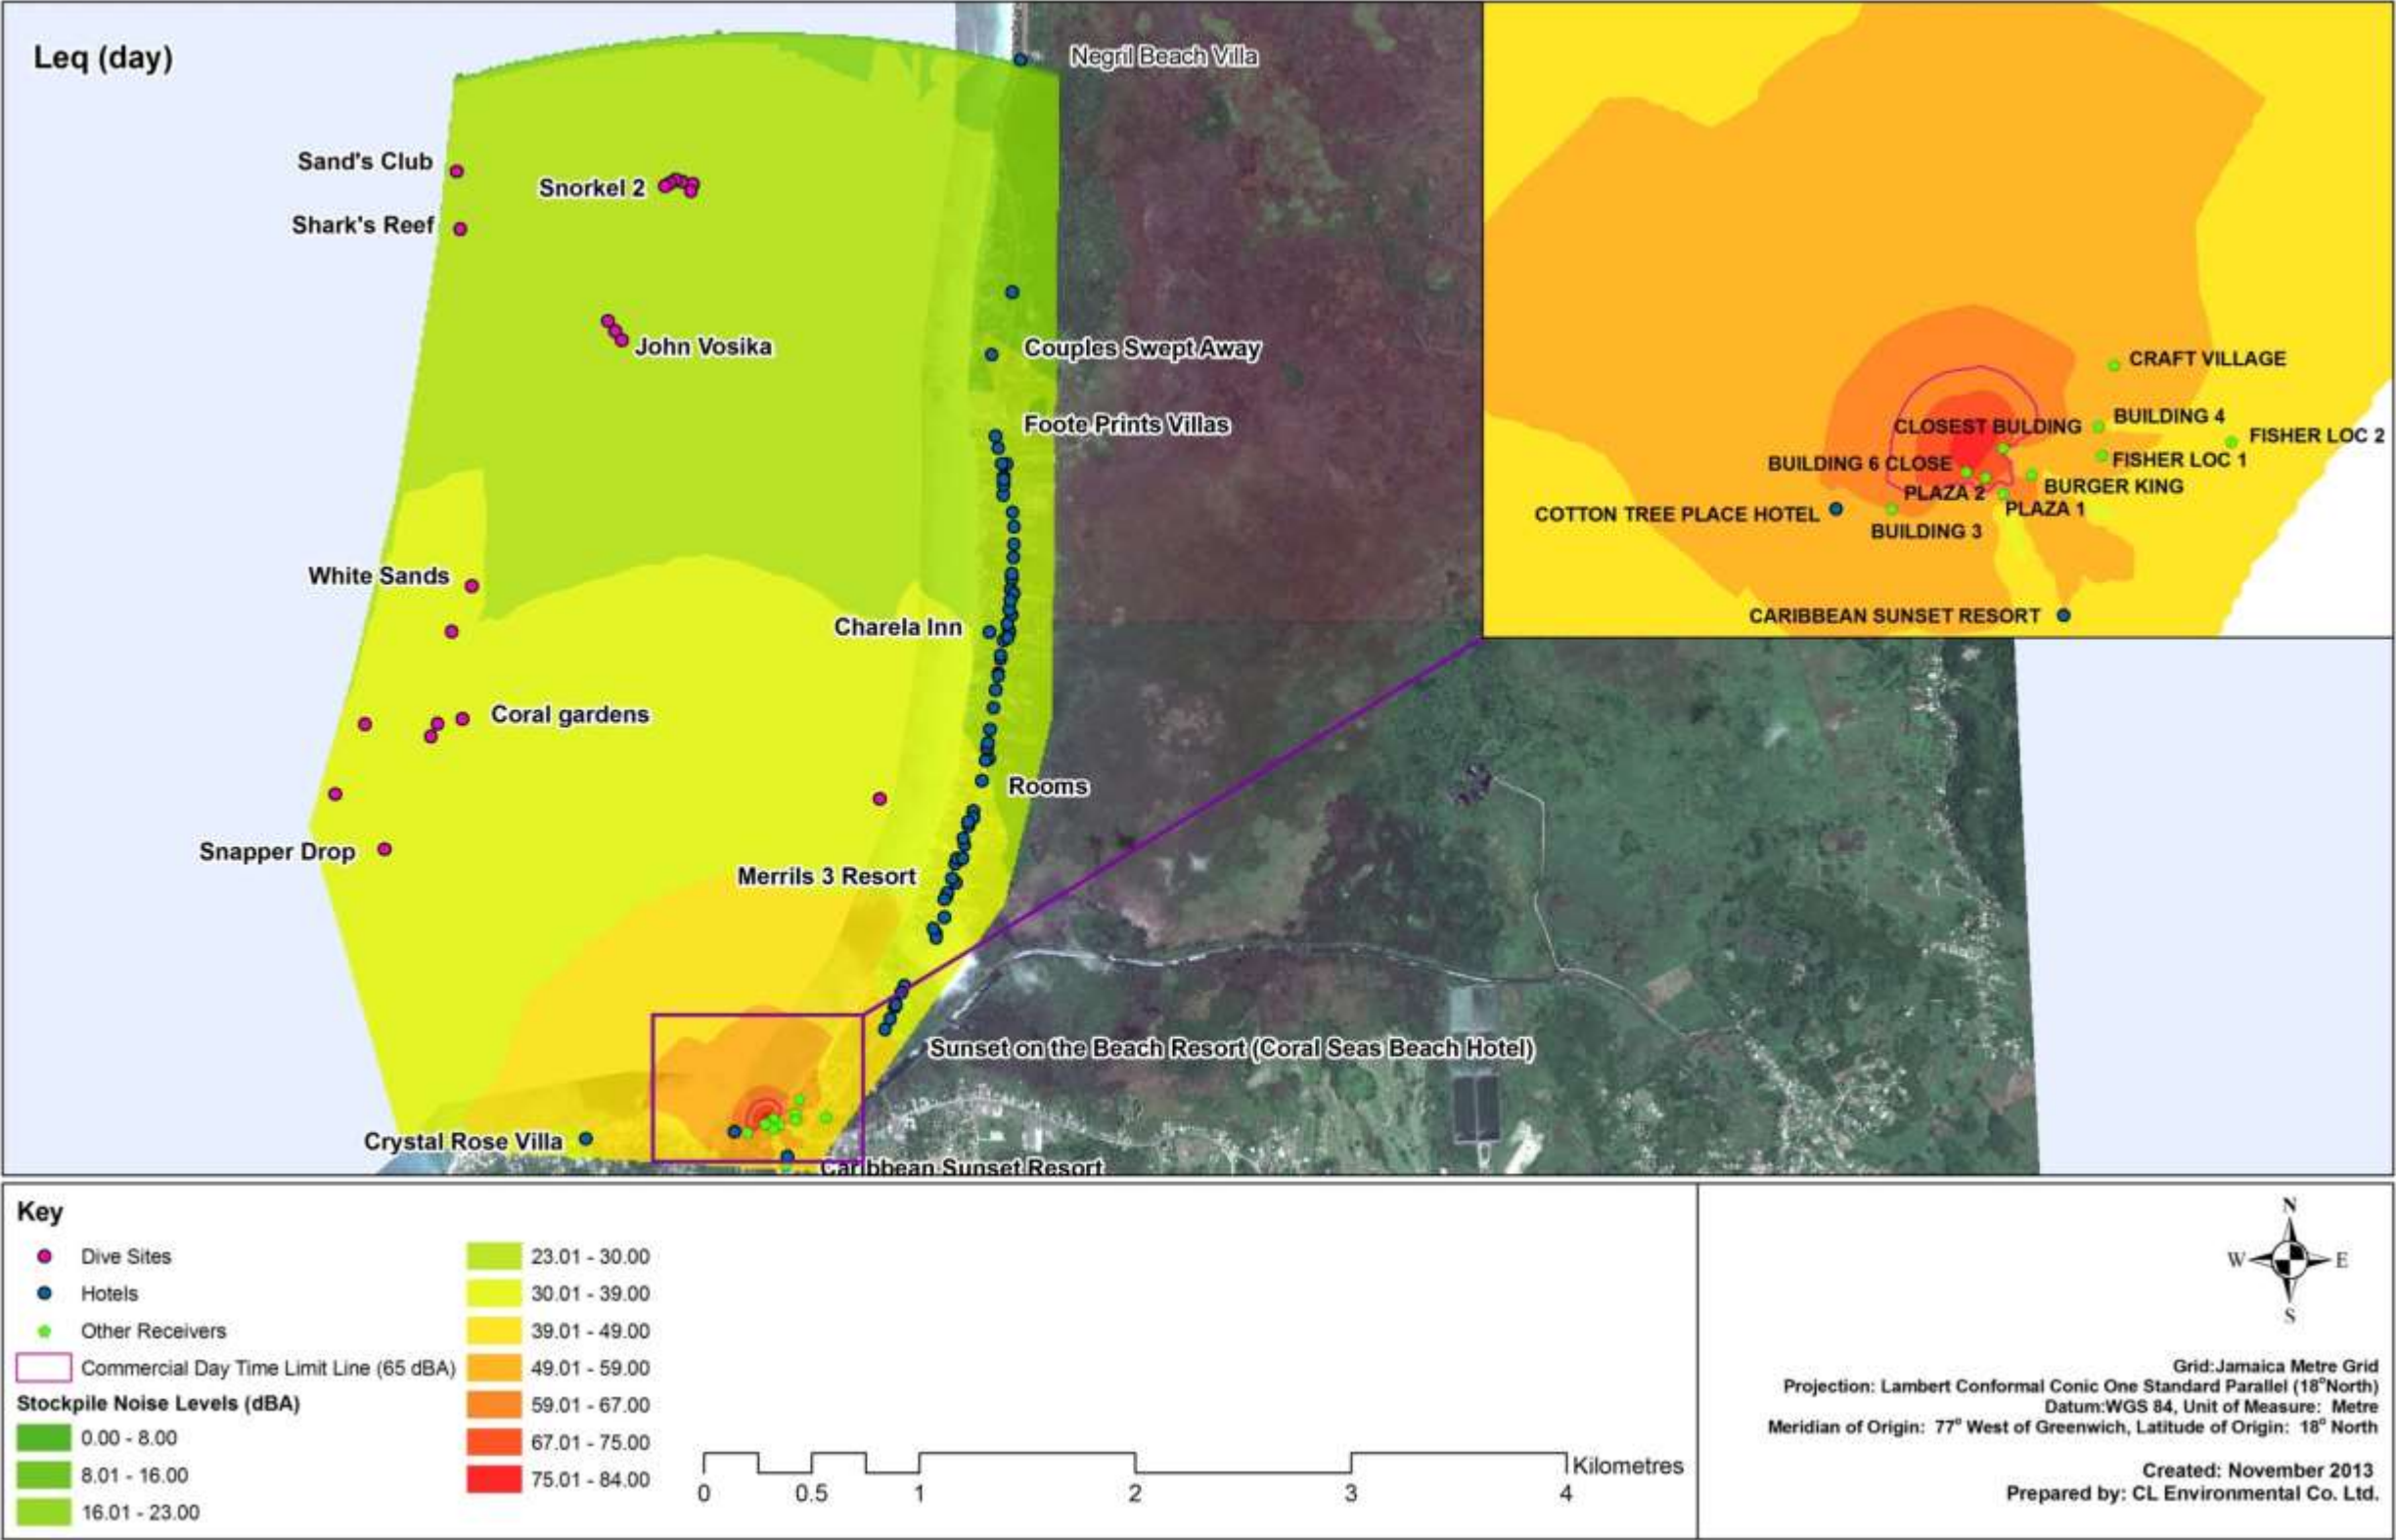 Leq (day)
Negril Beach Villa
Sand's Club
Snorkel 2
Shark's Reef
John Vosika
Couples Swept Away
Foote Prints Villas
White Sands
Charela Inn
Coral gardens
Rooms
Snapper Drop
Merrils 3 Resort
Sunset on the Beach Resort (Coral Seas Beach Hotel)
Crystal Rose Villa
Caribbean Sunset Resort
CRAFT VILLAGE
BUILDING 4
CLOSEST BULDING
FISHER LOC 2
FISHER LOC 1
BUILDING 6 CLOSE
BURGER KING
PLAZA 2
PLAZA 1
COTTON TREE PLACE HOTEL
BUILDING 3
CARIBBEAN SUNSET RESORT
Key
Dive Sites
Hotels
Other Receivers
Commercial Day Time Limit Line (65 dBA)
Stockpile Noise Levels (dBA)
0.00 - 8.00
8.01 - 16.00
16.01 - 23.00
23.01 - 30.00
30.01 - 39.00
39.01 - 49.00
49.01 - 59.00
59.01 - 67.00
67.01 - 75.00
75.01 - 84.00
Kilometres
0 0.5 1 2 3 4
N
W E
S
Grid:Jamaica Metre Grid
Projection: Lambert Conformal Conic One Standard Parallel (18°North)
Datum:WGS 84, Unit of Measure: Metre
Meridian of Origin: 77° West of Greenwich, Latitude of Origin: 18° North
Created: November 2013
Prepared by: CL Environmental Co. Ltd.